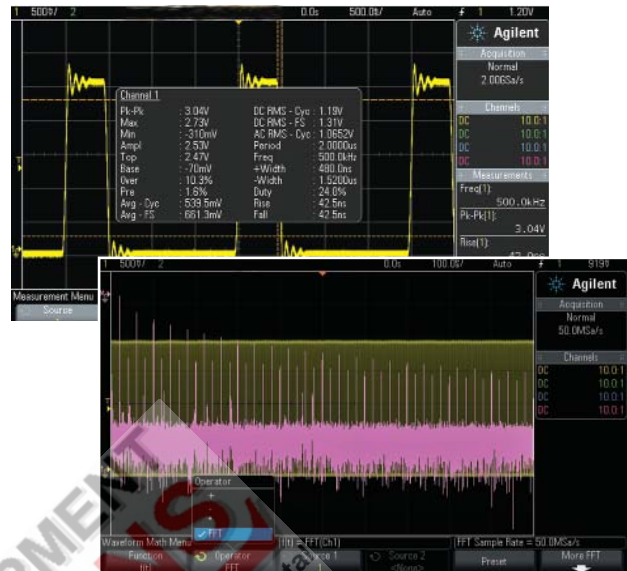 1 500V/ 2 0.0s 500.0s/ Auto 1 1.20V
Agilent
Acquisition
Normal
2.00GSa/s
Channels
DC 10.0:1
DC 10.0:1
DC 10.0:1
DC 10.0:1
Measurements
Freq(1):
500.0kHz
Pk-Pk(1):
3.04V
Rise(1):
Channel 1
Pk-Pk : 3.04V
Max : 2.73V
Min : -310mV
Ampl : 2.53V
Top : 2.47V
Base : -70mV
Over : 10.3%
Pre : 1.6%
Avg - Cyc : 539.5mV
Avg - FS : 661.3mV
DC RMS - Cyc : 1.19V
DC RMS - FS : 1.31V
AC RMS - Cyc : 1.0652V
Period : 2.0000us
Freq : 500.0kHz
+Width : 480.0ns
-Width : 1.5200us
Duty : 24.0%
Rise : 42.5ns
Fall : 42.5ns
Measurement Menu
Source
1 500V/ 2 0.0s 100.0s/ Auto 1 919V
Agilent
Acquisition
Normal
50.0MSa/s
Channels
DC 10.0:1
DC 10.0:1
DC 10.0:1
DC 10.0:1
Operator
+
-
FFT
Waveform Math Menu f(t) = FFT(Ch1) FFT Sample Rate = 50.0MSa/s
Function Operator Source 1 Source 2 Preset More FFT
f(t) FFT 1 <None>